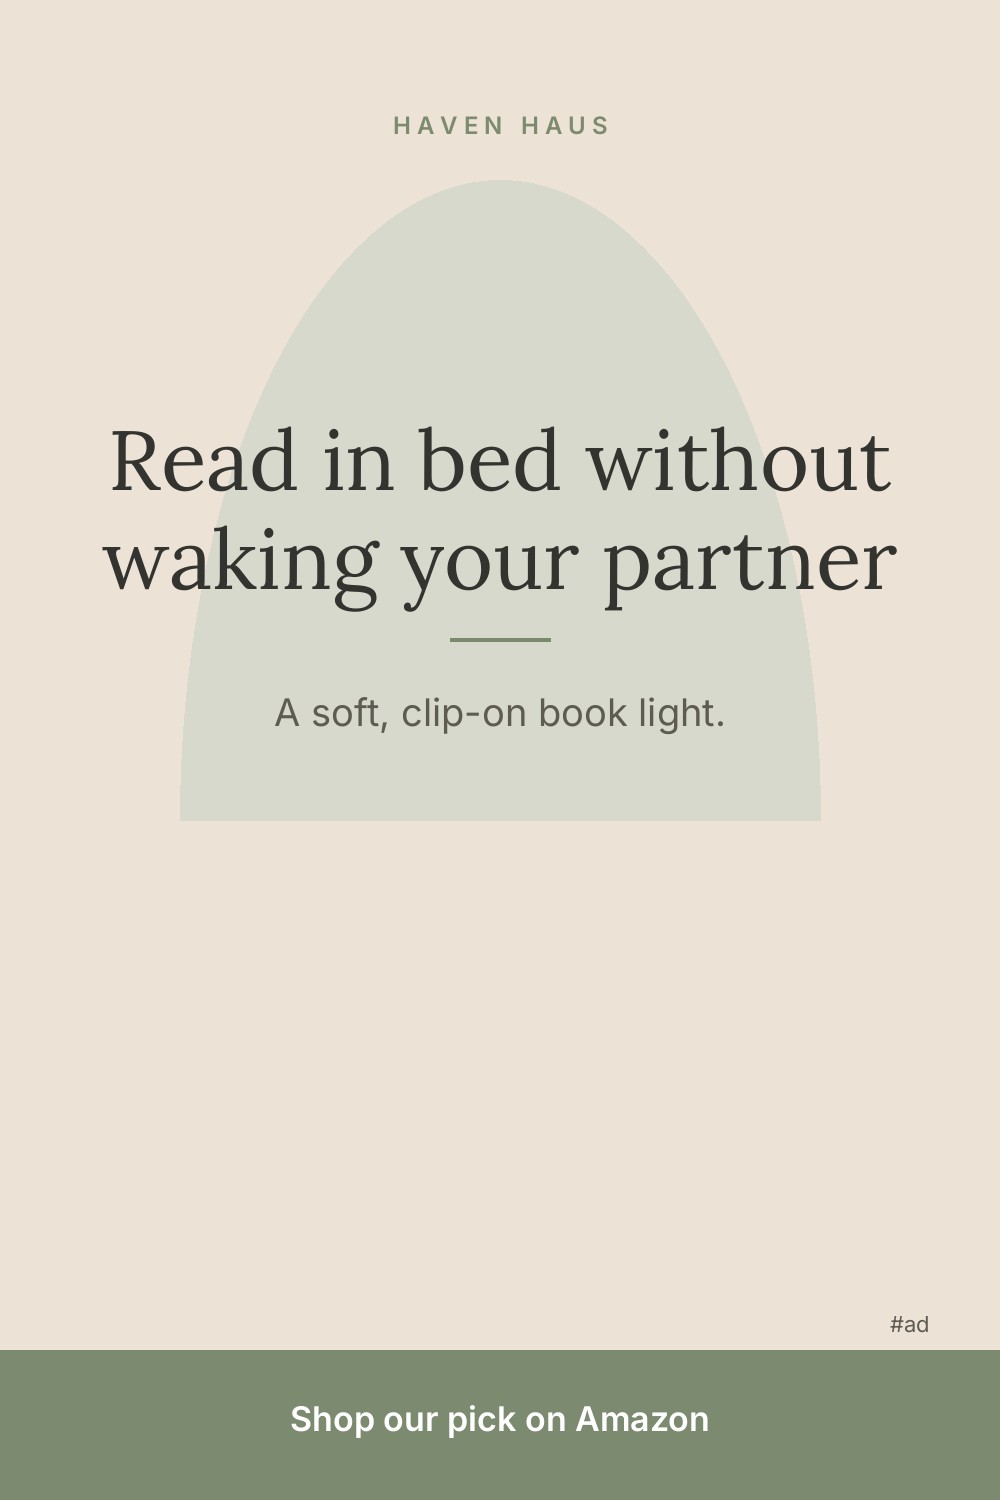 HAVEN HAUS
Read in bed without
waking your partner
A soft, clip-on book light.
#ad
Shop our pick on Amazon